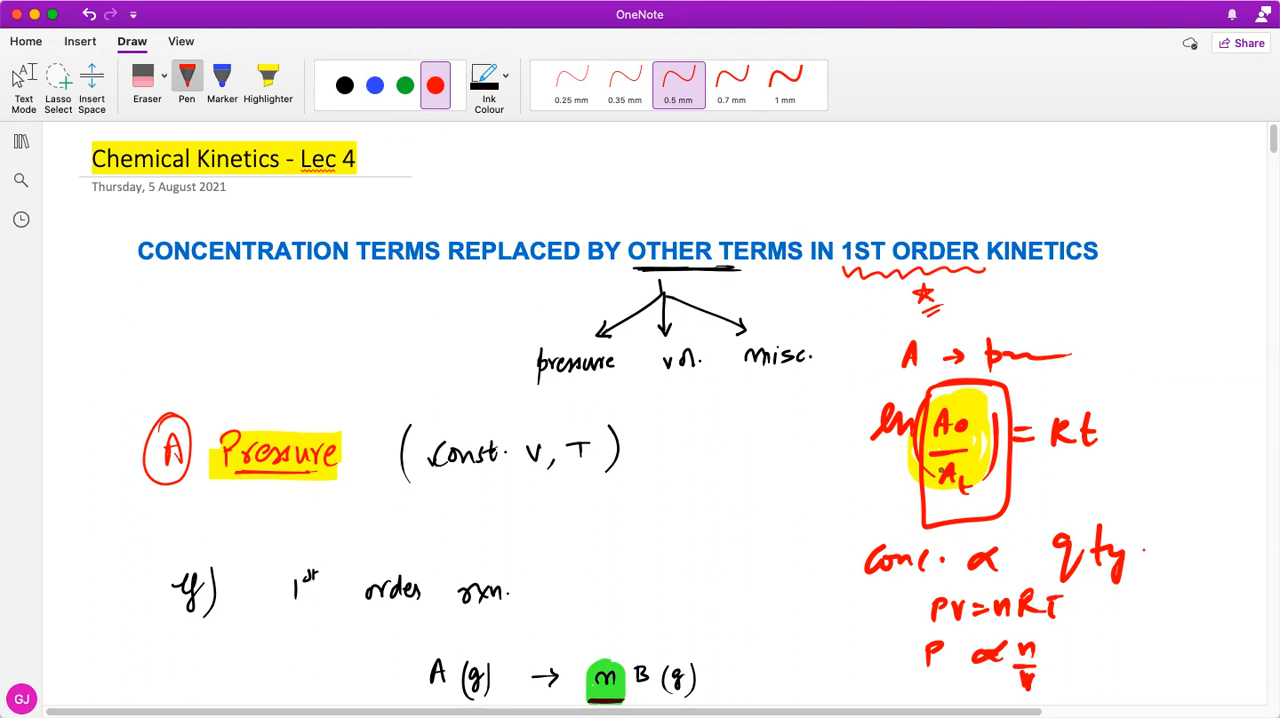 OneNote
Home Insert Draw View
Share
Text Mode
Lasso Select
Insert Space
Eraser
Pen
Marker
Highlighter
Ink Colour
0.25 mm
0.35 mm
0.5 mm
0.7 mm
1 mm
Chemical Kinetics - Lec 4
Thursday, 5 August 2021
CONCENTRATION TERMS REPLACED BY OTHER TERMS IN 1ST ORDER KINETICS
pressure vol. misc.
A →
A Pressure (const. V, T)
ln (A0/At) = Kt
Conc. ∝ qty.
PV = nRT
P ∝ n/V
1st order rxn.
A (g) → n B (g)
GJ